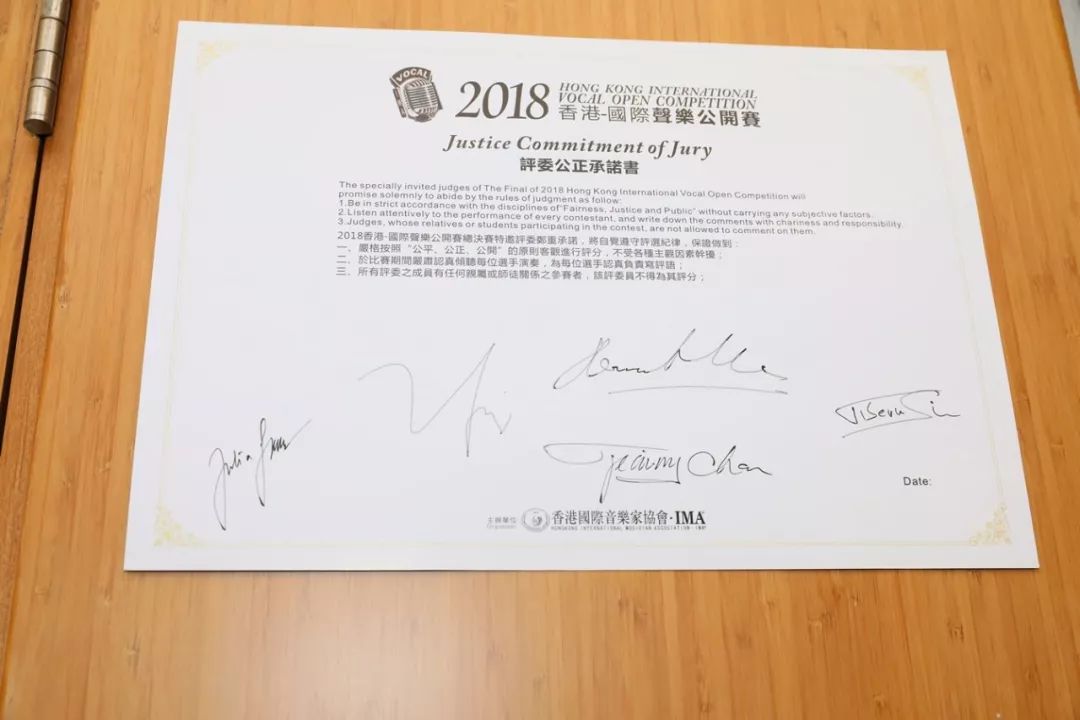 VOCAL
2018 HONG KONG INTERNATIONAL
VOCAL OPEN COMPETITION
香港-國際聲樂公開賽
Justice Commitment of Jury
評委公正承諾書
The specially invited judges of The Final of 2018 Hong Kong International Vocal Open Competition will
promise solemnly to abide by the rules of judgment as follow:
1.Be in strict accordance with the disciplines of"Fairness, Justice and Public" without carrying any subjective factors.
2.Listen attentively to the performance of every contestant, and write down the comments with chariness and responsibility.
3.Judges, whose relatives or students participating in the contest, are not allowed to comment on them.
2018香港-國際聲樂公開賽總決賽特邀評委鄭重承諾，將自覺遵守評選紀律，保證做到：
一、嚴格按照“公平、公正、公開”的原則客觀進行評分，不受各種主觀因素幹擾；
二、於比賽期間嚴肅認真傾聽每位選手演奏，為每位選手認真負責寫評語；
三、所有評委之成員有任何親屬或師徒關係之參賽者，該評委員不得為其評分；
Julia
Chan
Date:
主辦單位
Organization
香港國際音樂家協會·IMA
HONGKONG INTERNATIONAL MUSICIAN ASSOCIATION · IMA